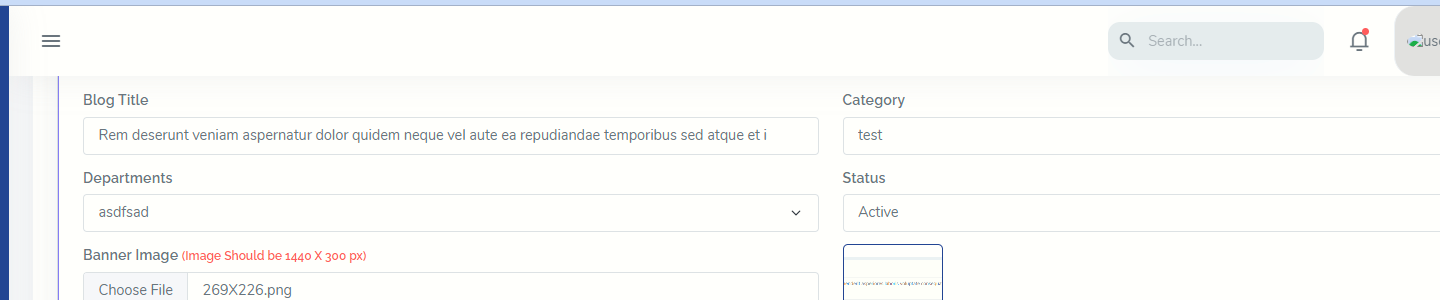 Search...
use
Blog Title
Category
Rem deserunt veniam aspernatur dolor quidem neque vel aute ea repudiandae temporibus sed atque et i
test
Departments
Status
asdfsad
Active
Banner Image (Image Should be 1440 X 300 px)
Choose File 269X226.png